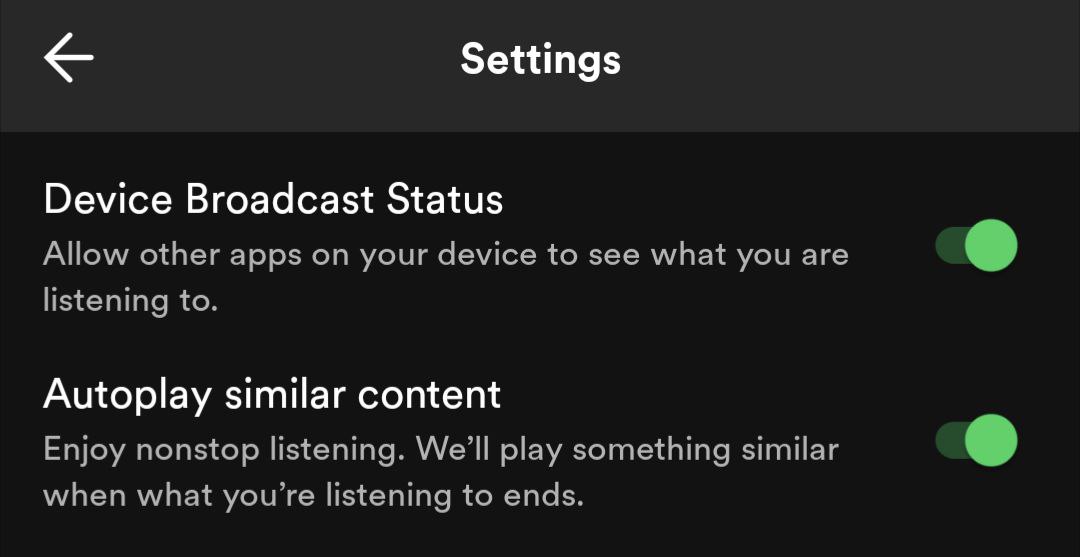 Settings
Device Broadcast Status
Allow other apps on your device to see what you are
listening to.
Autoplay similar content
Enjoy nonstop listening. We’ll play something similar
when what you’re listening to ends.